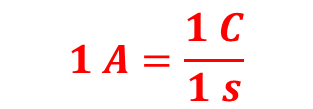 1 A = 1 C / 1 s